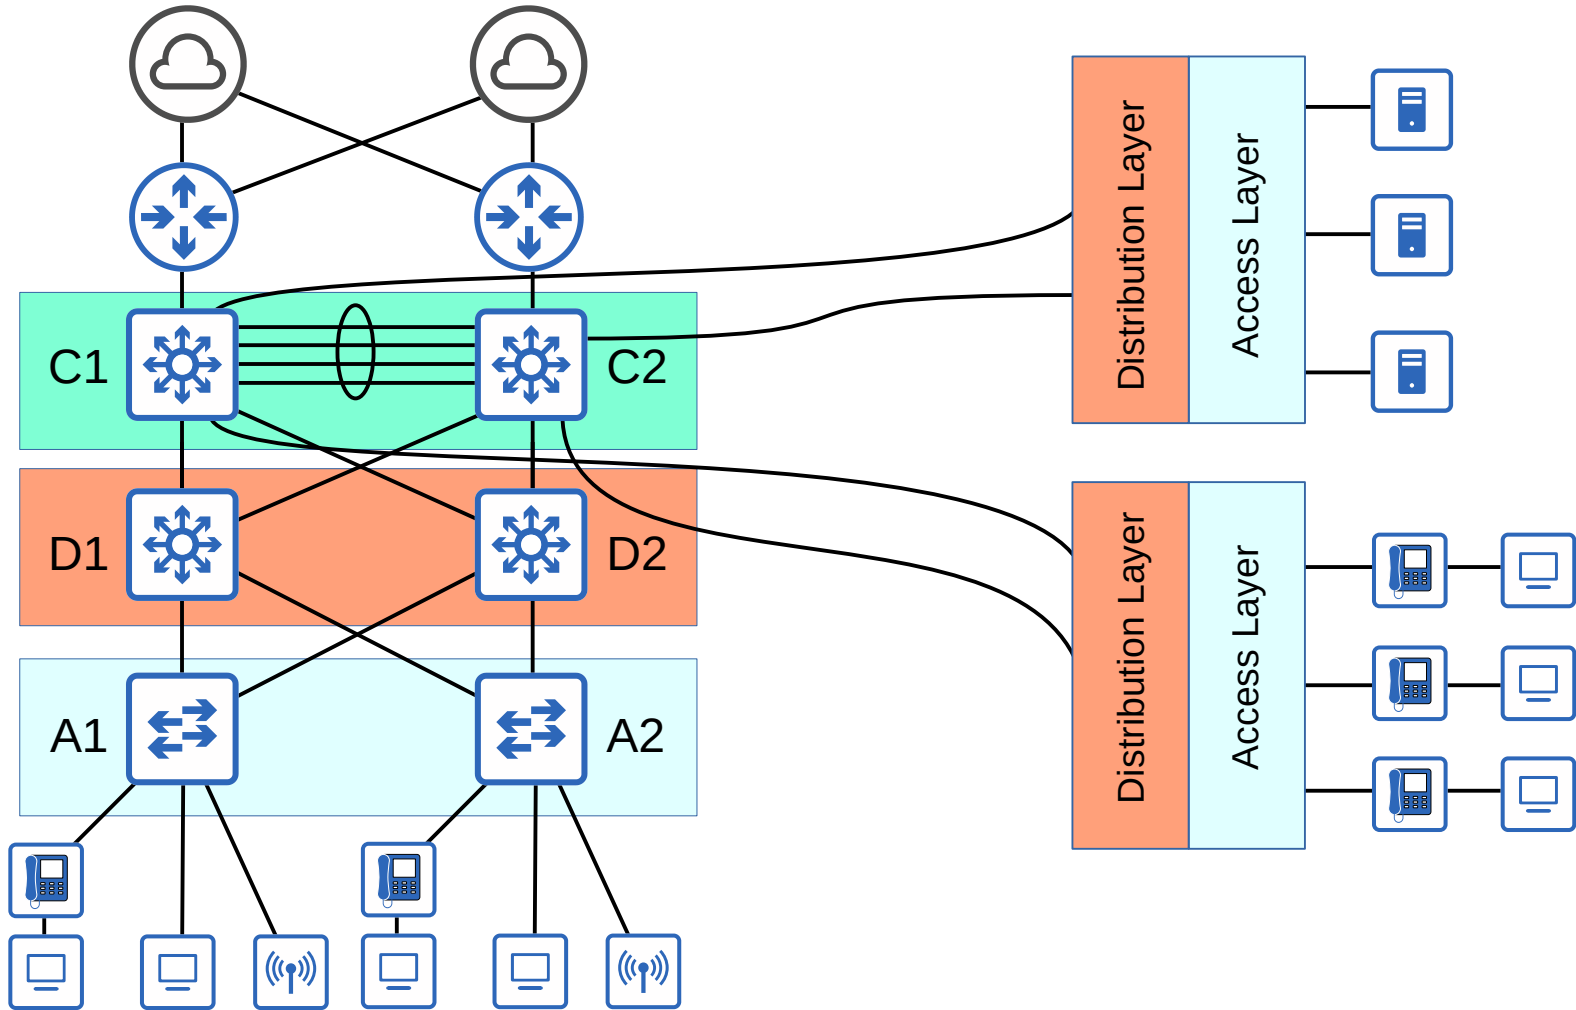 C1
C2
D1
D2
A1
A2
Distribution Layer
Access Layer
Distribution Layer
Access Layer